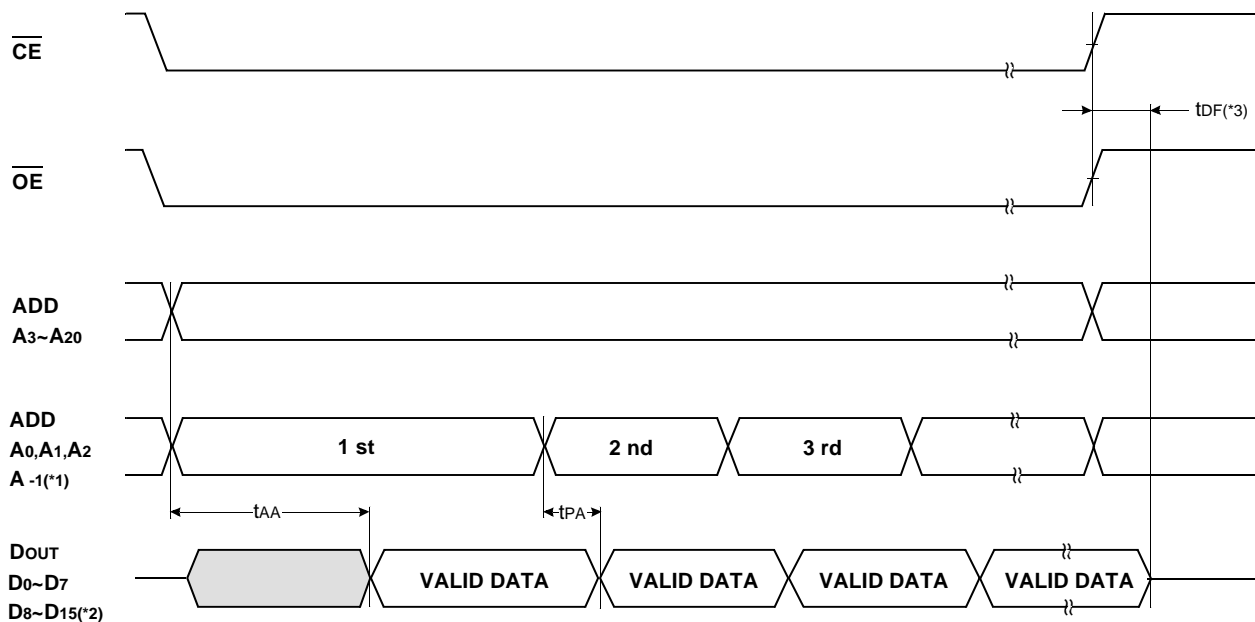 CE
tDF(*3)
OE
ADD
A3~A20
ADD
A0,A1,A2
A -1(*1)
1 st
2 nd
3 rd
tAA
tPA
DOUT
D0~D7
D8~D15(*2)
VALID DATA
VALID DATA
VALID DATA
VALID DATA